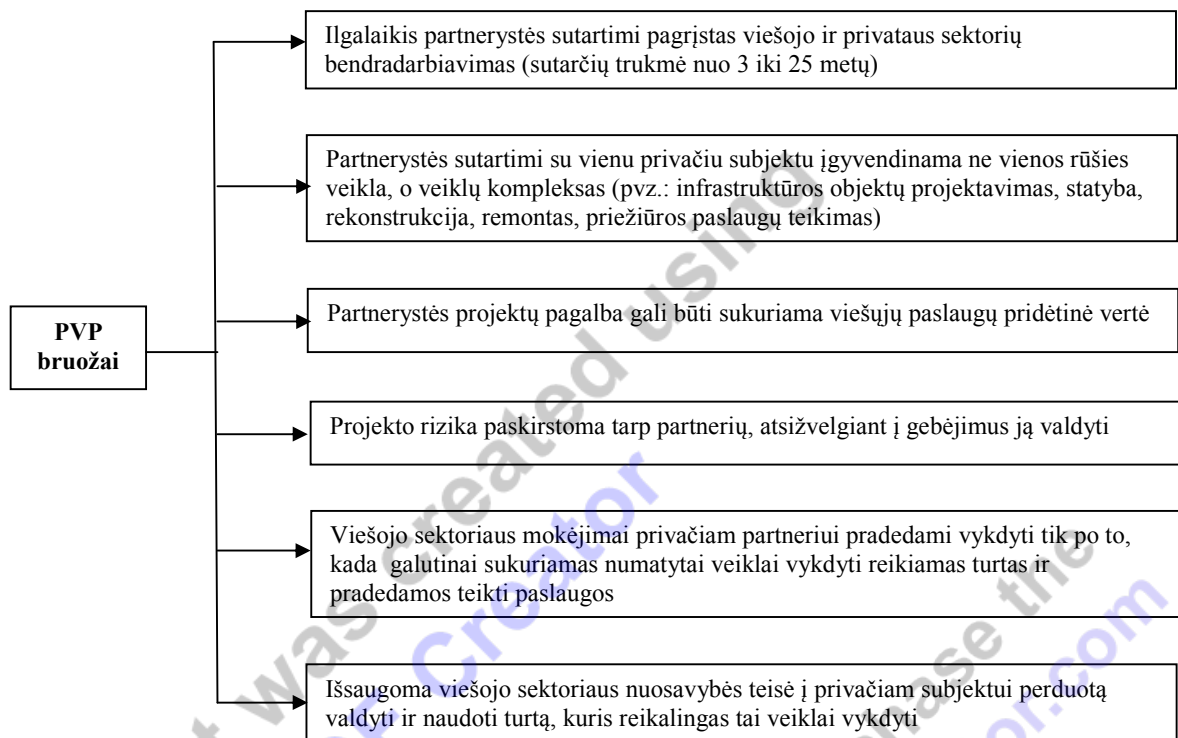 Ilgalaikis partnerystės sutartimi pagrįstas viešojo ir privataus sektorių
bendradarbiavimas (sutarčių trukmė nuo 3 iki 25 metų)
Partnerystės sutartimi su vienu privačiu subjektu įgyvendinama ne vienos rūšies
veikla, o veiklų kompleksas (pvz.: infrastruktūros objektų projektavimas, statyba,
rekonstrukcija, remontas, priežiūros paslaugų teikimas)
PVP
bruožai
Partnerystės projektų pagalba gali būti sukuriama viešųjų paslaugų pridėtinė vertė
Projekto rizika paskirstoma tarp partnerių, atsižvelgiant į gebėjimus ją valdyti
Viešojo sektoriaus mokėjimai privačiam partneriui pradedami vykdyti tik po to,
kada galutinai sukuriamas numatytai veiklai vykdyti reikiamas turtas ir
pradedamos teikti paslaugos
Išsaugoma viešojo sektoriaus nuosavybės teisė į privačiam subjektui perduotą
valdyti ir naudoti turtą, kuris reikalingas tai veiklai vykdyti
was created using
Creator
the